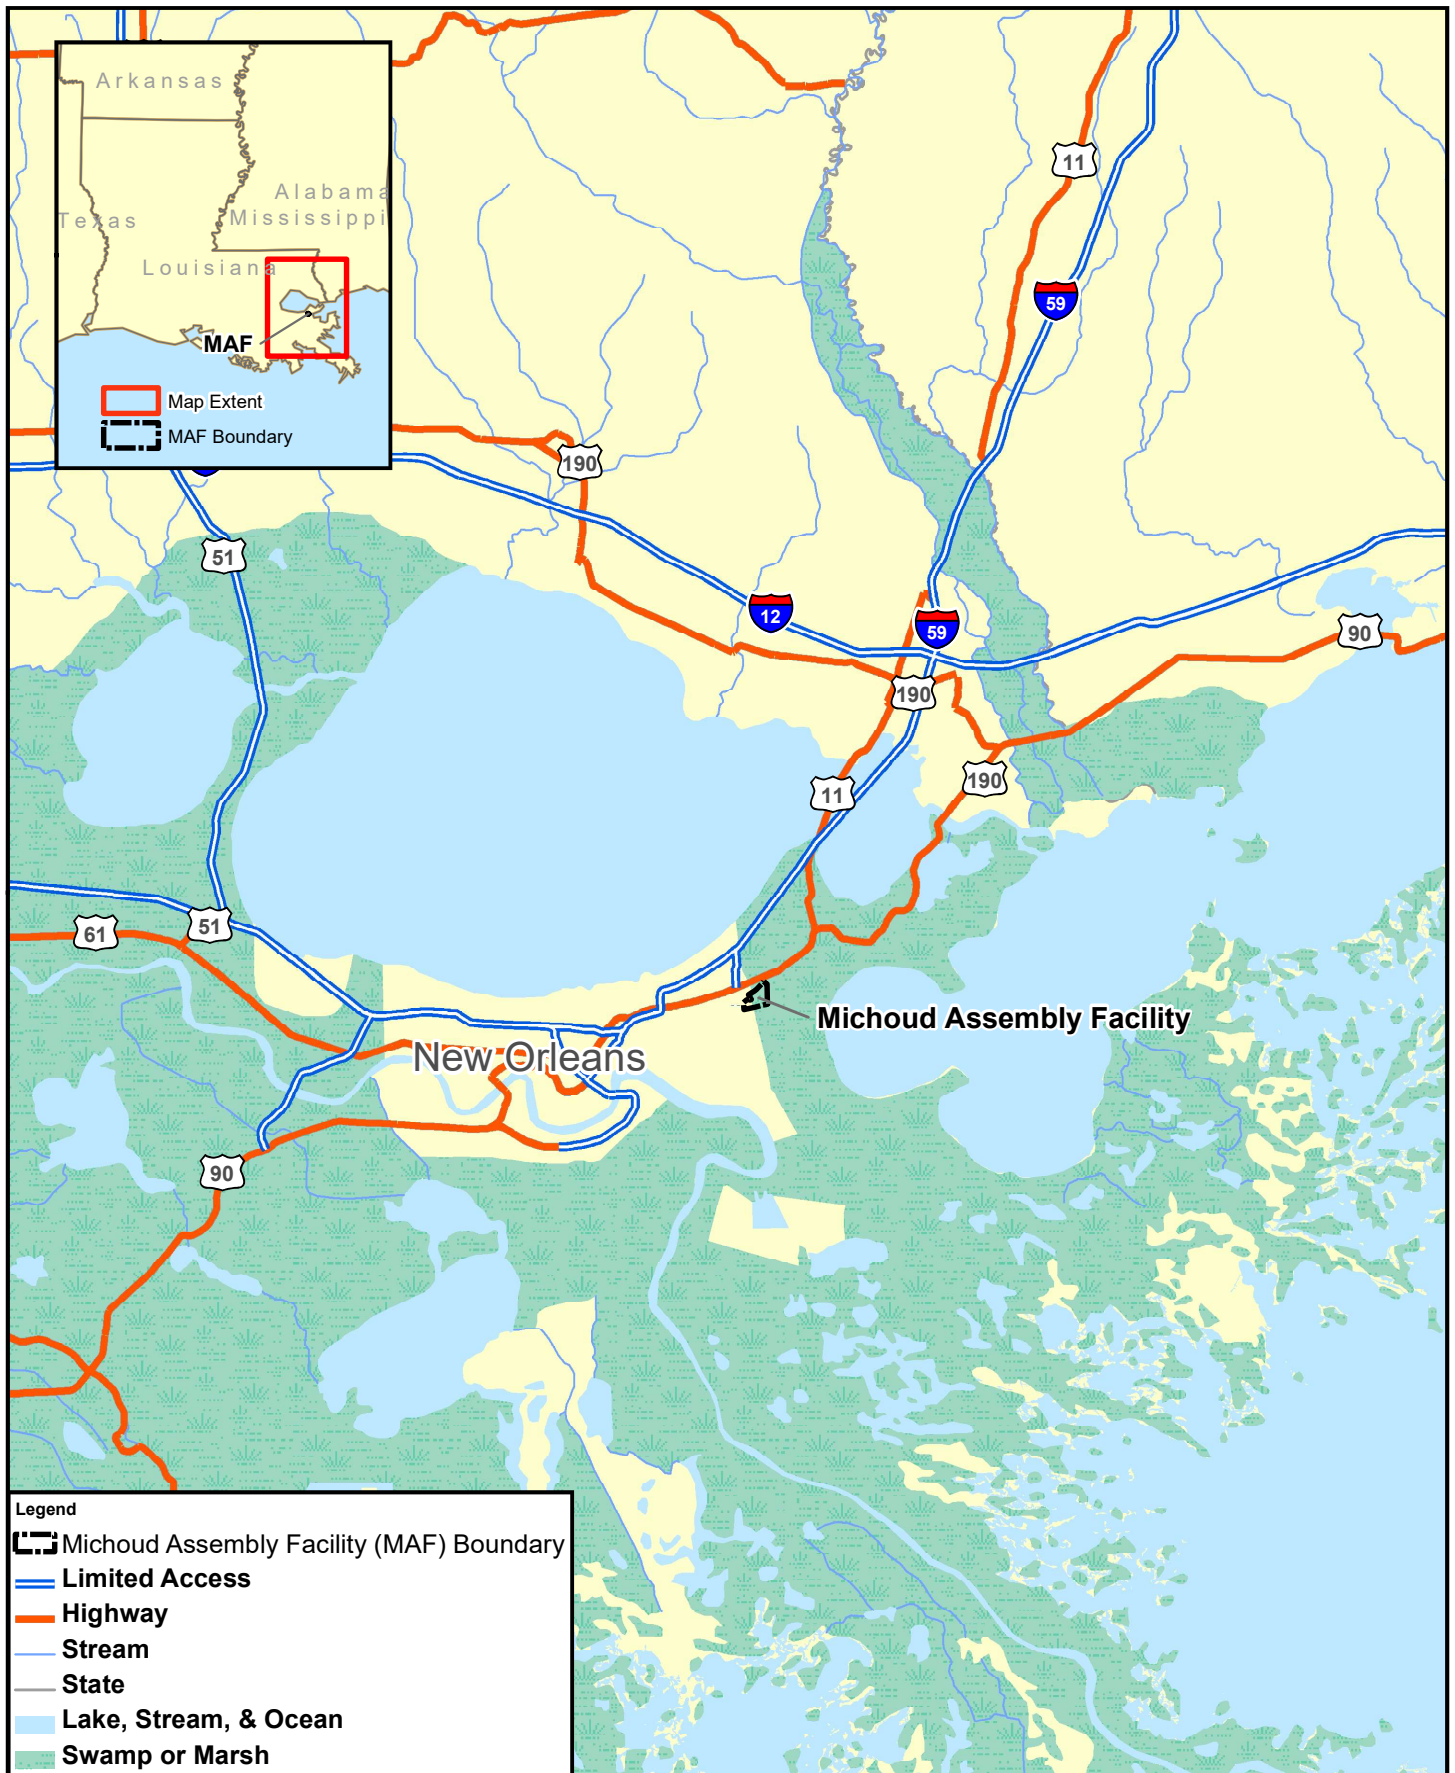 Arkansas
Alabama
Texas
Mississippi
Louisiana
MAF
Map Extent
MAF Boundary
11
59
190
51
12
59
90
190
190
11
61
51
Michoud Assembly Facility
New Orleans
90
Legend
Michoud Assembly Facility (MAF) Boundary
Limited Access
Highway
Stream
State
Lake, Stream, & Ocean
Swamp or Marsh